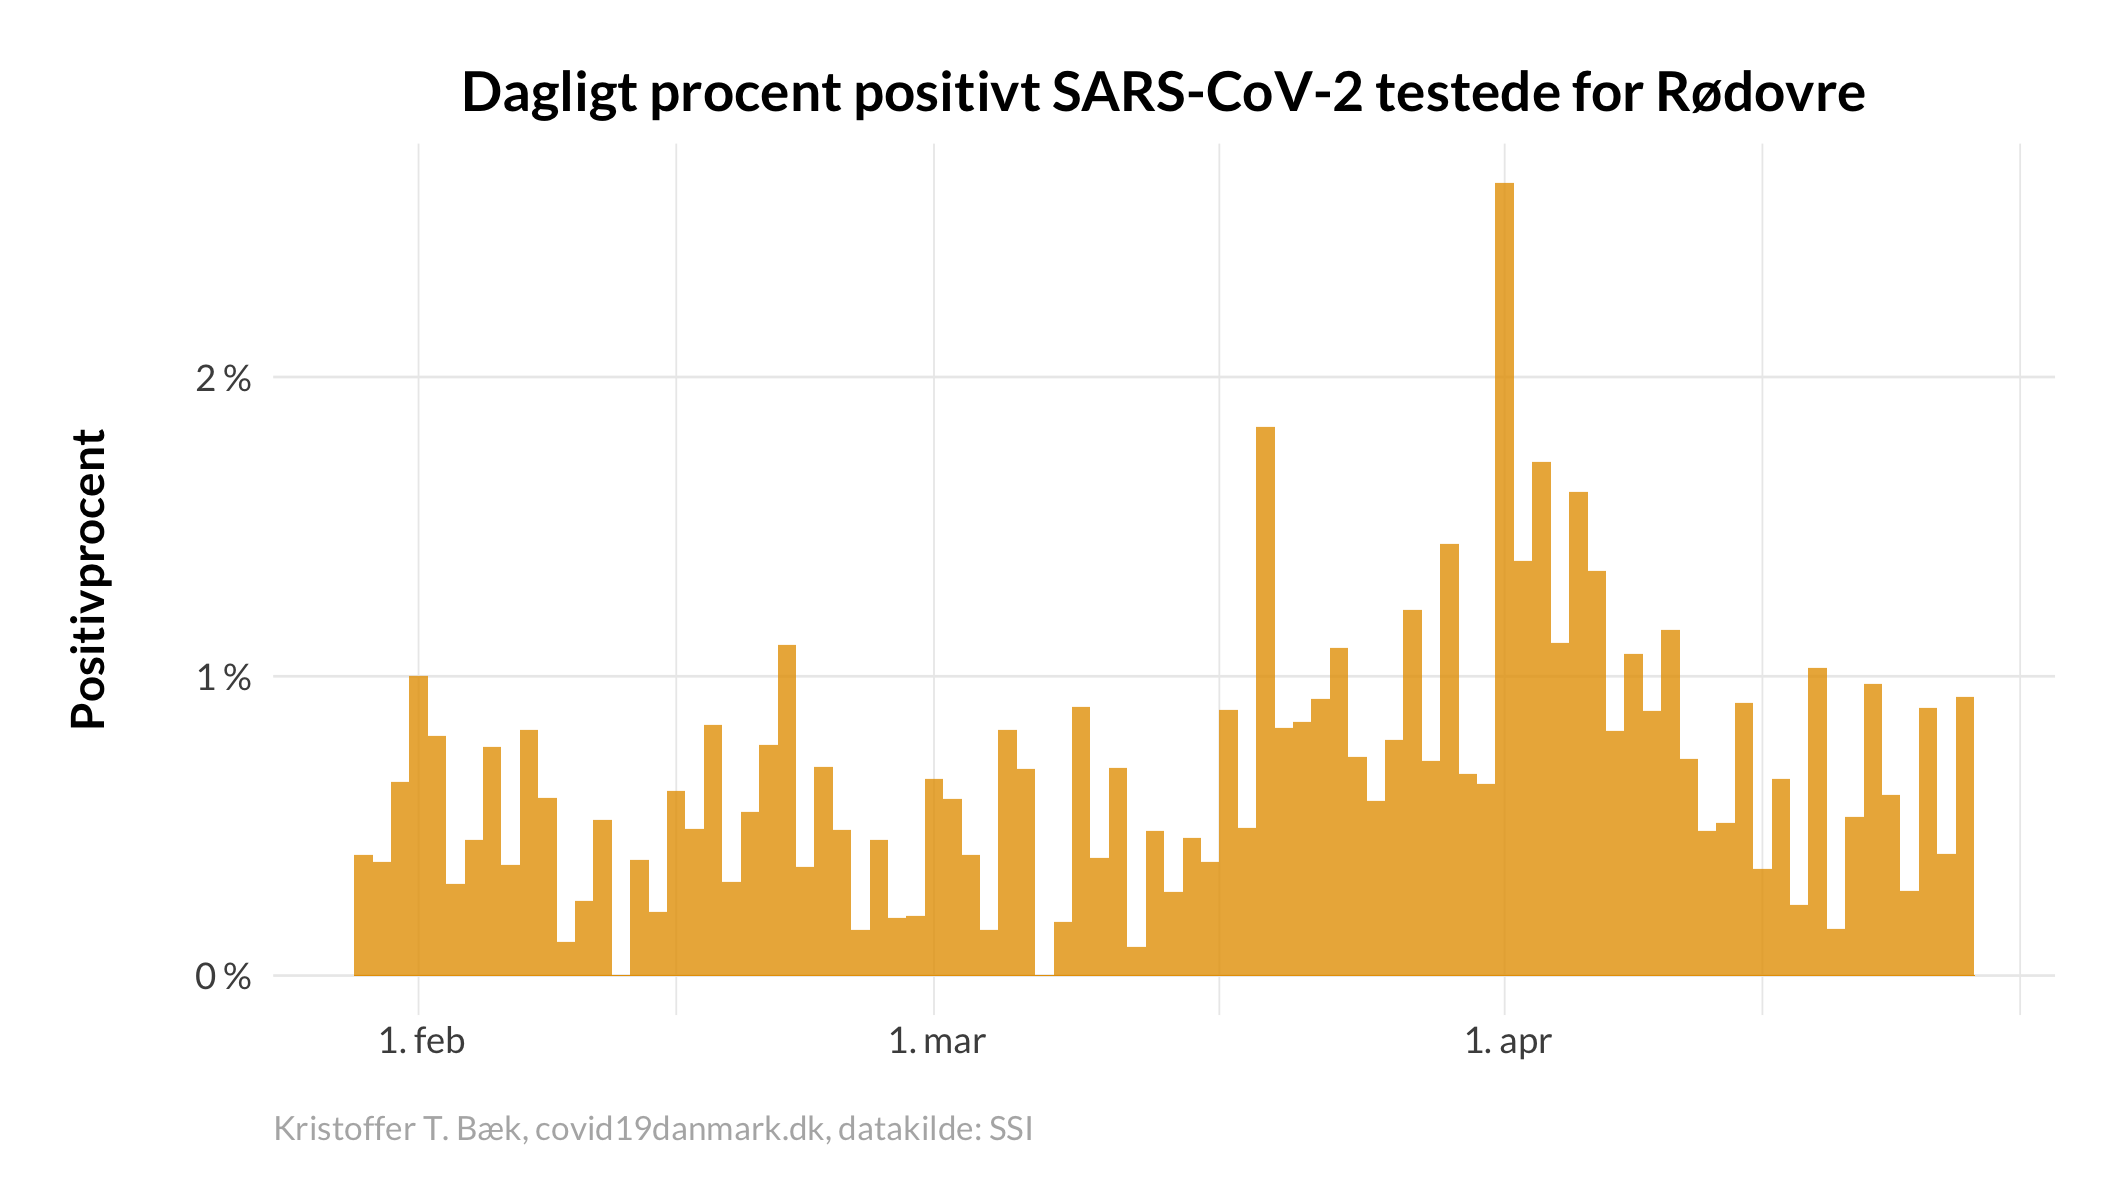 Dagligt procent positivt SARS-CoV-2 testede for Rødovre
Positivprocent
2 %
1 %
0 %
1. feb
1. mar
1. apr
Kristoffer T. Bæk, covid19danmark.dk, datakilde: SSI